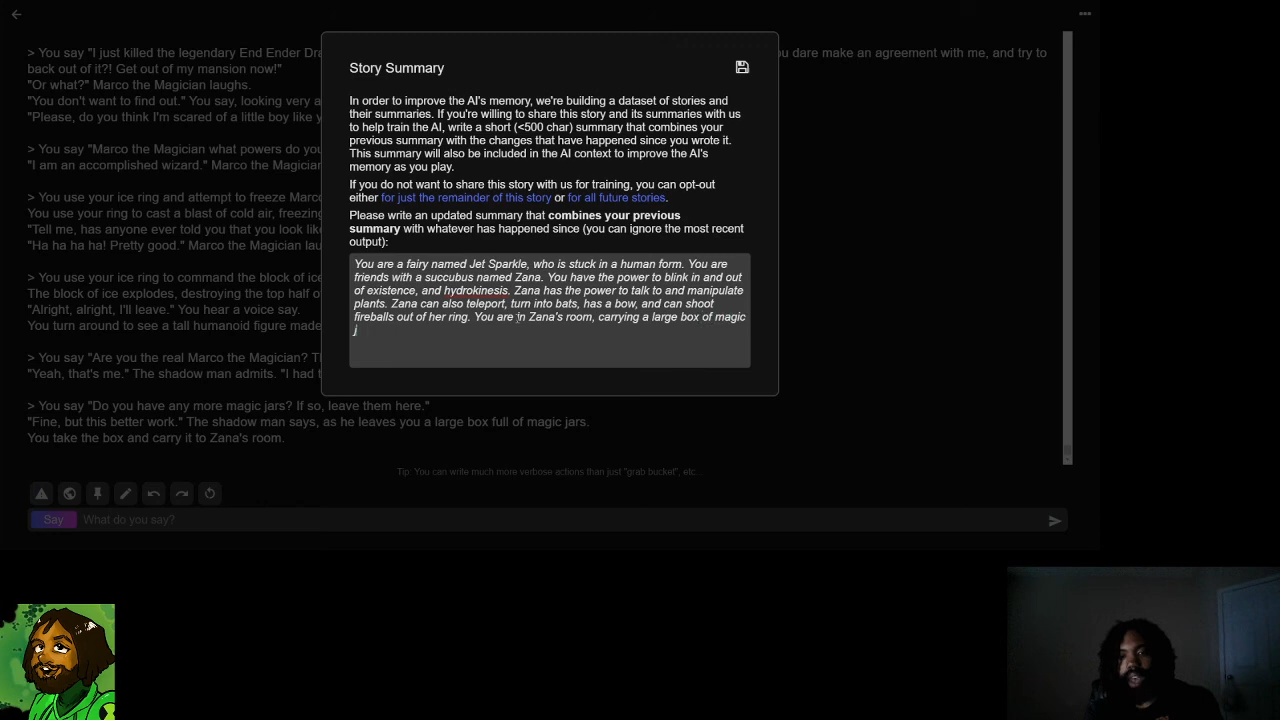 > You say "I just killed the legendary End Ender Dra
u dare make an agreement with me, and try to
back out of it?! Get out of my mansion now!"
"Or what?" Marco the Magician laughs.
"You don't want to find out." You say, looking very a
"Please, do you think I'm scared of a little boy like y
> You say "Marco the Magician what powers do you
"I am an accomplished wizard." Marco the Magician
> You use your ice ring and attempt to freeze Marco
You use your ring to cast a blast of cold air, freezing
"Tell me, has anyone ever told you that you look like
"Ha ha ha ha! Pretty good." Marco the Magician lau
> You use your ice ring to command the block of ice
The block of ice explodes, destroying the top half of
"Alright, alright, I'll leave." You hear a voice say.
You turn around to see a tall humanoid figure made
> You say "Are you the real Marco the Magician? T
"Yeah, that's me." The shadow man admits. "I had t
> You say "Do you have any more magic jars? If so, leave them here."
"Fine, but this better work." The shadow man says, as he leaves you a large box full of magic jars.
You take the box and carry it to Zana's room.
Story Summary
In order to improve the AI's memory, we're building a dataset of stories and
their summaries. If you're willing to share this story and its summaries with us
to help train the AI, write a short (<500 char) summary that combines your
previous summary with the changes that have happened since you wrote it.
This summary will also be included in the AI context to improve the AI's
memory as you play.
If you do not want to share this story with us for training, you can opt-out
either for just the remainder of this story or for all future stories.
Please write an updated summary that combines your previous
summary with whatever has happened since (you can ignore the most recent
output):
You are a fairy named Jet Sparkle, who is stuck in a human form. You are
friends with a succubus named Zana. You have the power to blink in and out
of existence, and hydrokinesis. Zana has the power to talk to and manipulate
plants. Zana can also teleport, turn into bats, has a bow, and can shoot
fireballs out of her ring. You are in Zana's room, carrying a large box of magic
j
Tip: You can write much more verbose actions than just "grab bucket", etc...
Say
What do you say?